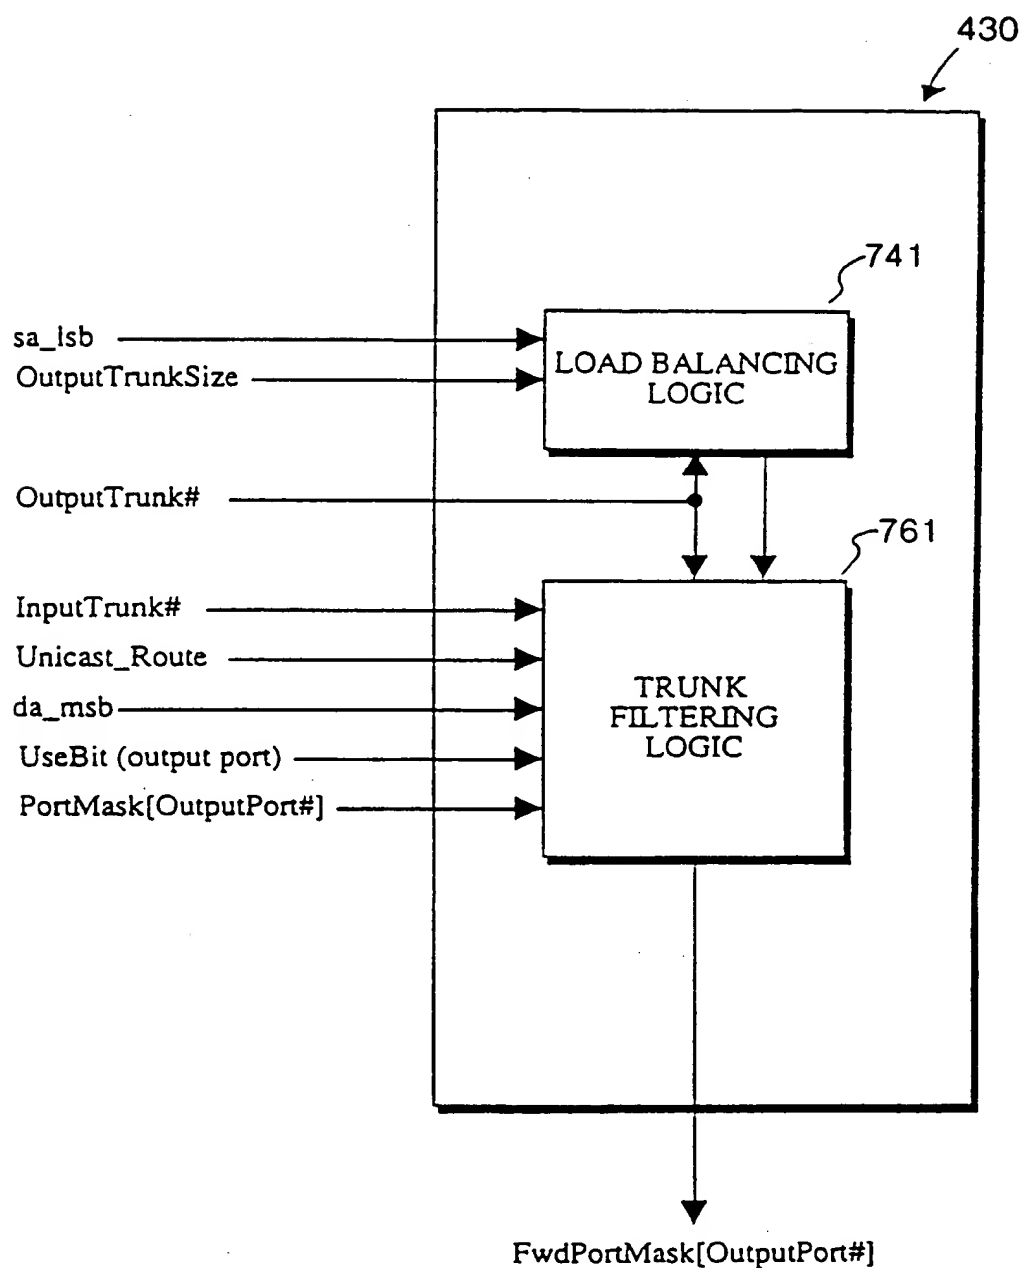 430
741
sa_lsb
OutputTrunkSize
LOAD BALANCING
LOGIC
OutputTrunk#
761
InputTrunk#
Unicast_Route
da_msb
UseBit (output port)
PortMask[OutputPort#]
TRUNK
FILTERING
LOGIC
FwdPortMask[OutputPort#]